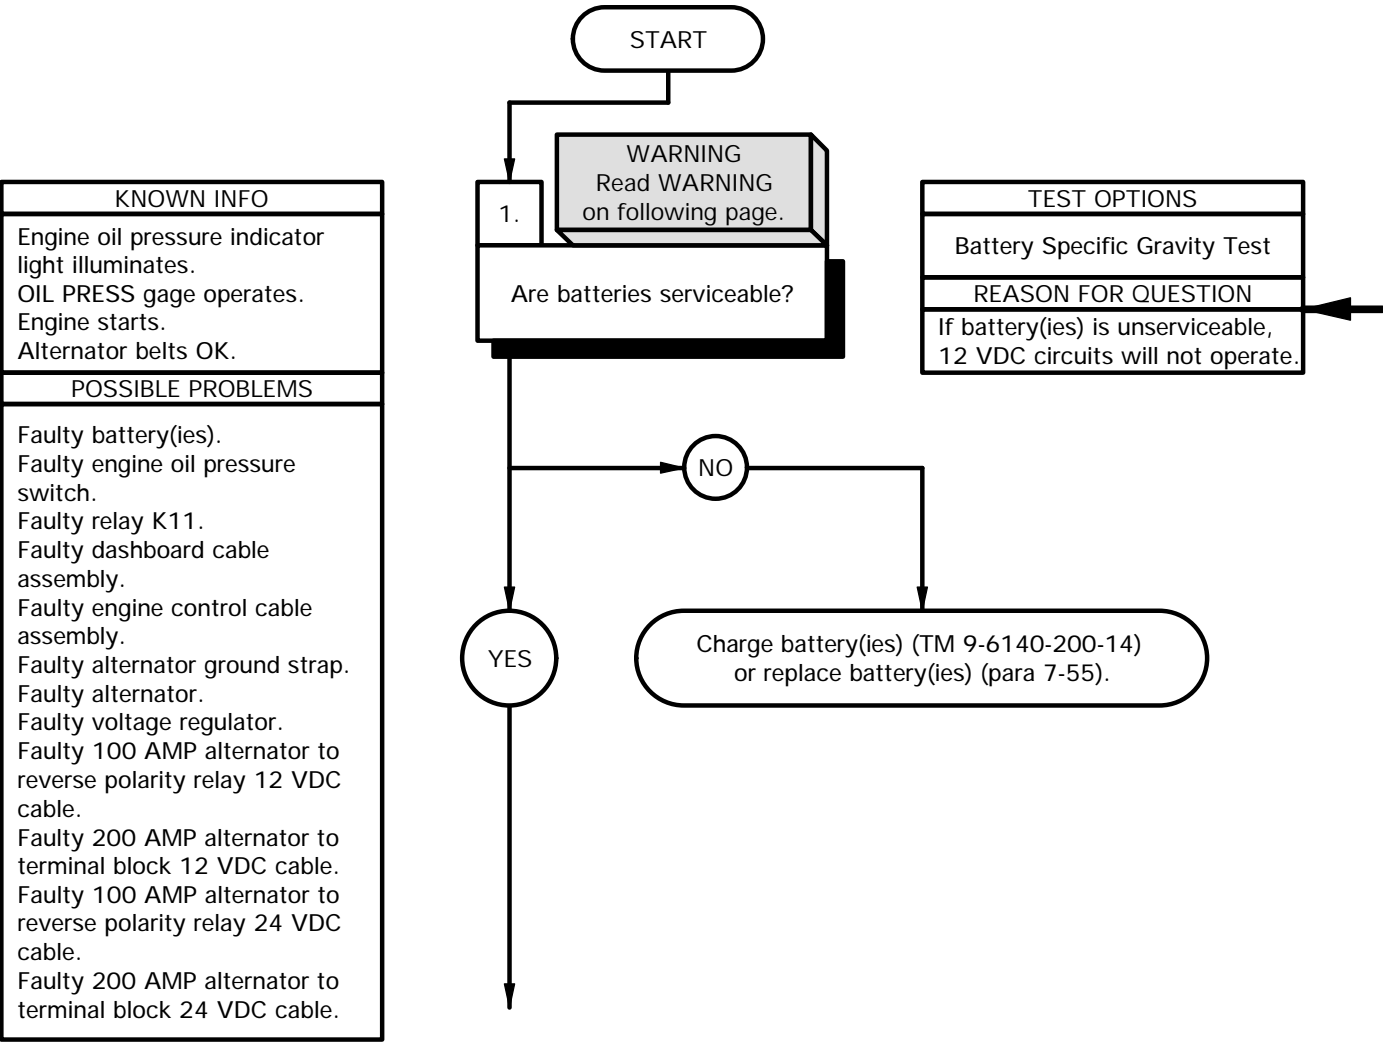 START
WARNING
Read WARNING
on following page.
1.
Are batteries serviceable?
KNOWN INFO
Engine oil pressure indicator
light illuminates.
OIL PRESS gage operates.
Engine starts.
Alternator belts OK.
POSSIBLE PROBLEMS
Faulty battery(ies).
Faulty engine oil pressure
switch.
Faulty relay K11.
Faulty dashboard cable
assembly.
Faulty engine control cable
assembly.
Faulty alternator ground strap.
Faulty alternator.
Faulty voltage regulator.
Faulty 100 AMP alternator to
reverse polarity relay 12 VDC
cable.
Faulty 200 AMP alternator to
terminal block 12 VDC cable.
Faulty 100 AMP alternator to
reverse polarity relay 24 VDC
cable.
Faulty 200 AMP alternator to
terminal block 24 VDC cable.
TEST OPTIONS
Battery Specific Gravity Test
REASON FOR QUESTION
If battery(ies) is unserviceable,
12 VDC circuits will not operate.
NO
YES
Charge battery(ies) (TM 9-6140-200-14)
or replace battery(ies) (para 7-55).